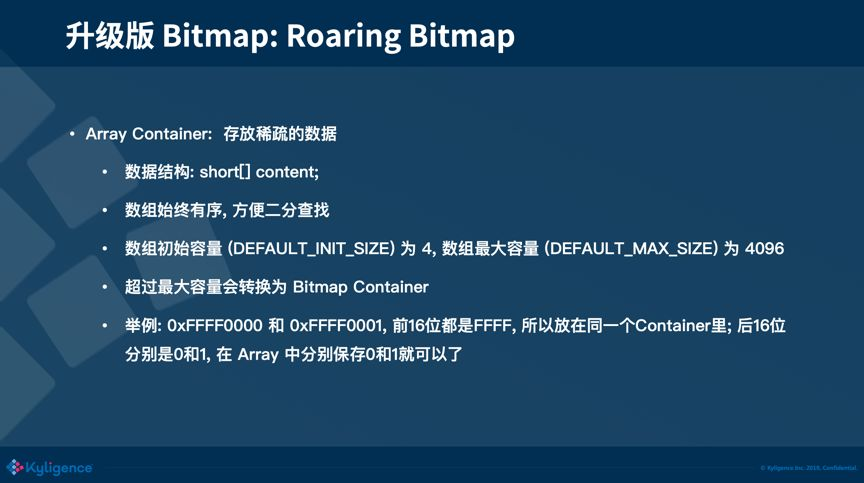 升级版 Bitmap: Roaring Bitmap
• Array Container: 存放稀疏的数据
• 数据结构: short[] content;
• 数组始终有序, 方便二分查找
• 数组初始容量 (DEFAULT_INIT_SIZE) 为 4, 数组最大容量 (DEFAULT_MAX_SIZE) 为 4096
• 超过最大容量会转换为 Bitmap Container
• 举例: 0xFFFF0000 和 0xFFFF0001, 前16位都是FFFF, 所以放在同一个Container里; 后16位
分别是0和1, 在 Array 中分别保存0和1就可以了
Kyligence
© Kyligence Inc. 2019, Confidential.